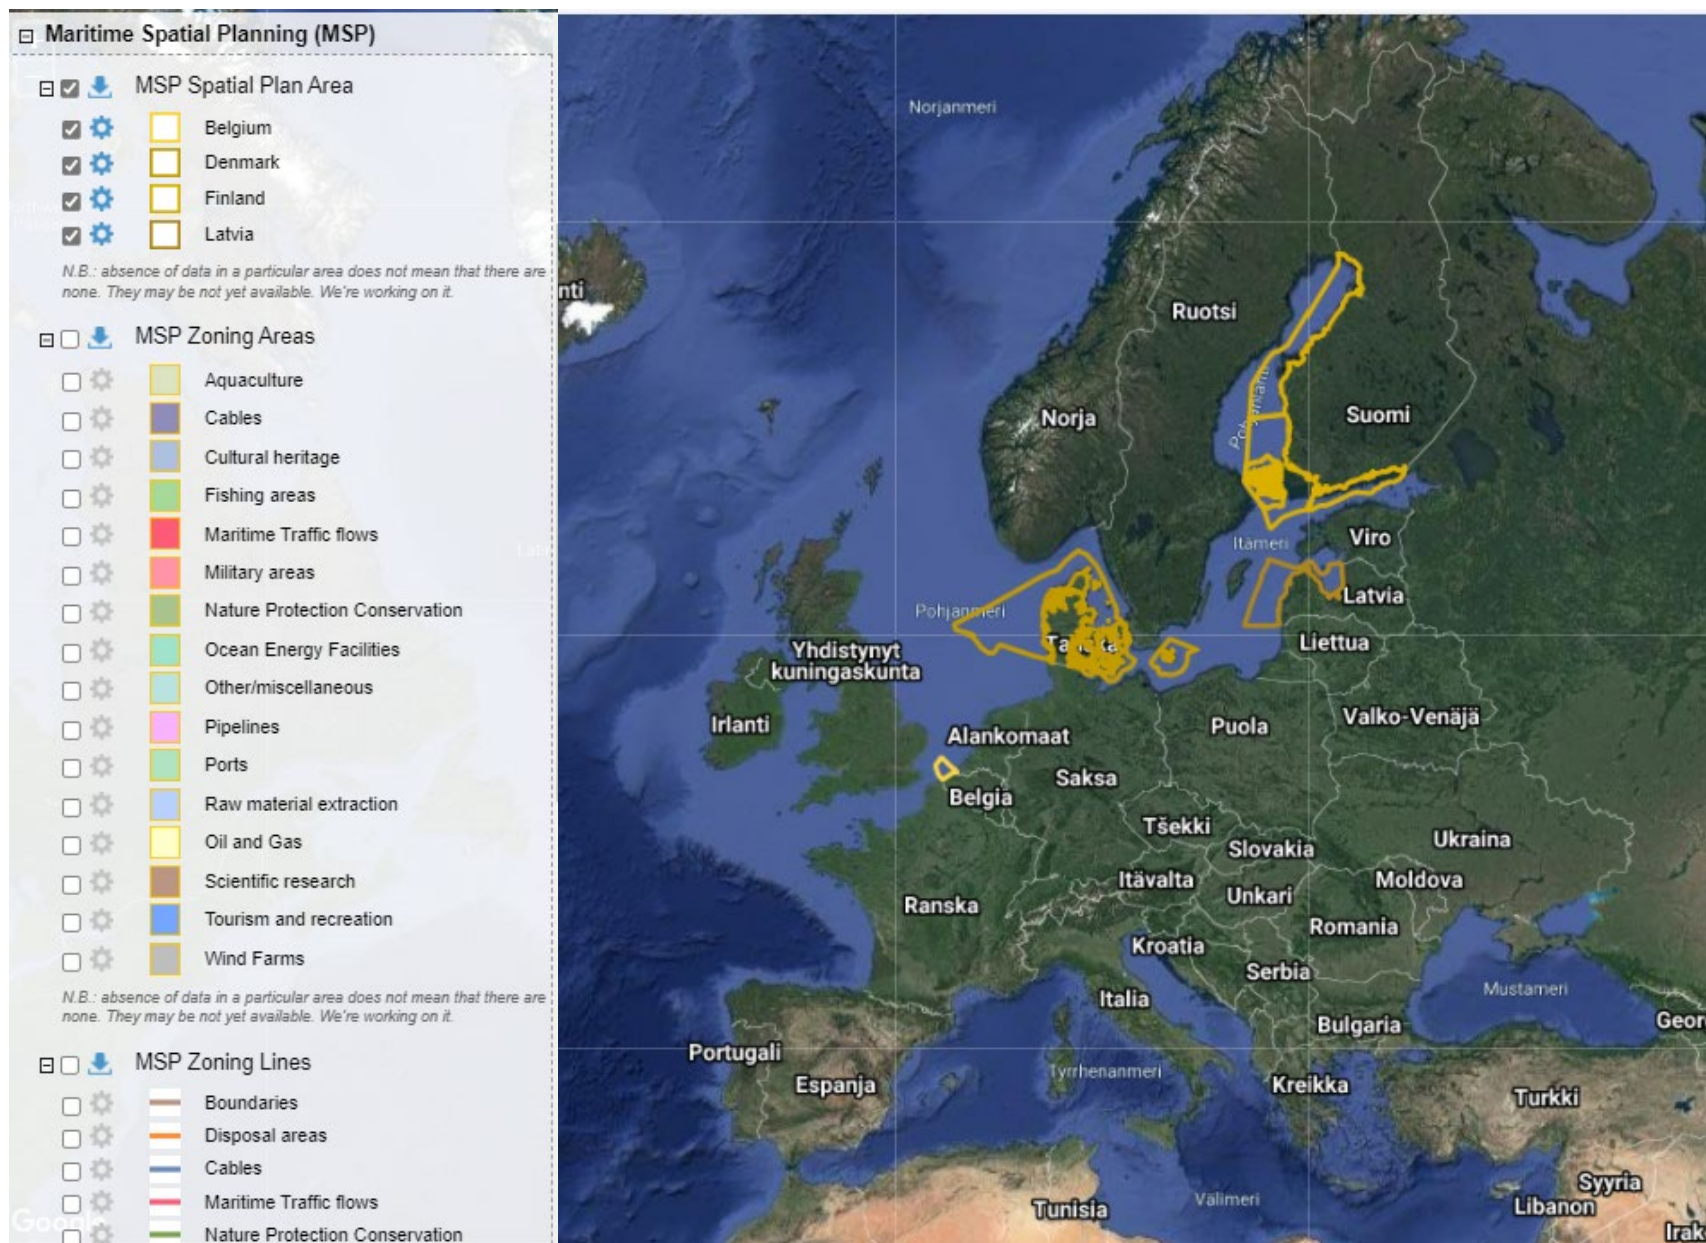 Maritime Spatial Planning (MSP)
MSP Spatial Plan Area
Belgium
Denmark
Finland
Latvia
N.B.: absence of data in a particular area does not mean that there are
none. They may be not yet available. We're working on it.
MSP Zoning Areas
Aquaculture
Cables
Cultural heritage
Fishing areas
Maritime Traffic flows
Military areas
Nature Protection Conservation
Ocean Energy Facilities
Other/miscellaneous
Pipelines
Ports
Raw material extraction
Oil and Gas
Scientific research
Tourism and recreation
Wind Farms
N.B.: absence of data in a particular area does not mean that there are
none. They may be not yet available. We're working on it.
MSP Zoning Lines
Boundaries
Disposal areas
Cables
Maritime Traffic flows
Nature Protection Conservation
Google
Norjanmeri
nti
Ruotsi
Norja
Suomi
Itämeri
Viro
Latvia
Pohjanmeri
Liettua
Yhdistynyt
kuningaskunta
Irlanti
Alankomaat
Puola
Valko-Venäjä
Belgia
Saksa
Tšekki
Slovakia
Ukraina
Itävalta
Unkari
Moldova
Ranska
Romania
Kroatia
Serbia
Italia
Mustameri
Bulgaria
Geor
Portugali
Espanja
Tyrrhenanmeri
Kreikka
Turkki
Tunisia
Välimeri
Syyria
Libanon
Irak